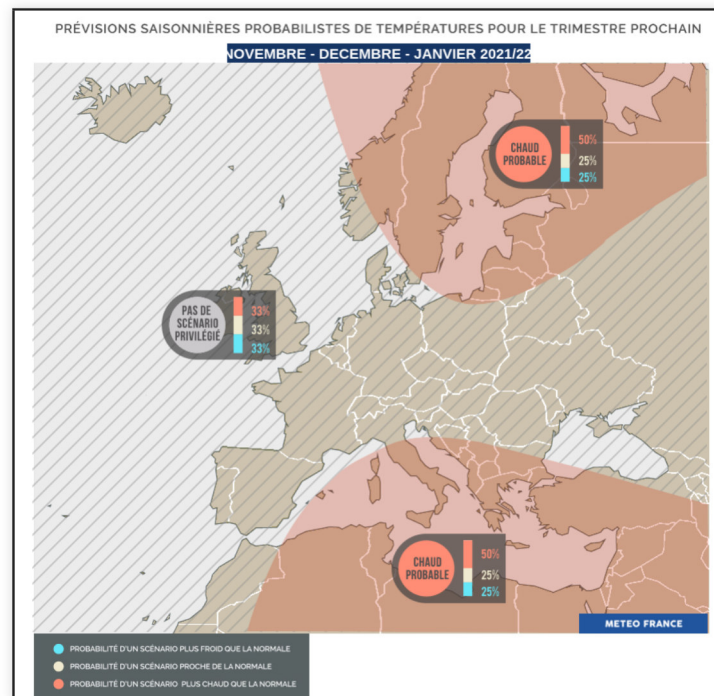 PRÉVISIONS SAISONNIÈRES PROBABILISTES DE TEMPÉRATURES POUR LE TRIMESTRE PROCHAIN
NOVEMBRE - DECEMBRE - JANVIER 2021/22
CHAUD
PROBABLE
50%
25%
25%
PAS DE
SCÉNARIO
PRIVILÉGIÉ
33%
33%
33%
CHAUD
PROBABLE
50%
25%
25%
METEO FRANCE
PROBABILITÉ D'UN SCÉNARIO PLUS FROID QUE LA NORMALE
PROBABILITÉ D'UN SCÉNARIO PROCHE DE LA NORMALE
PROBABILITÉ D'UN SCÉNARIO PLUS CHAUD QUE LA NORMALE